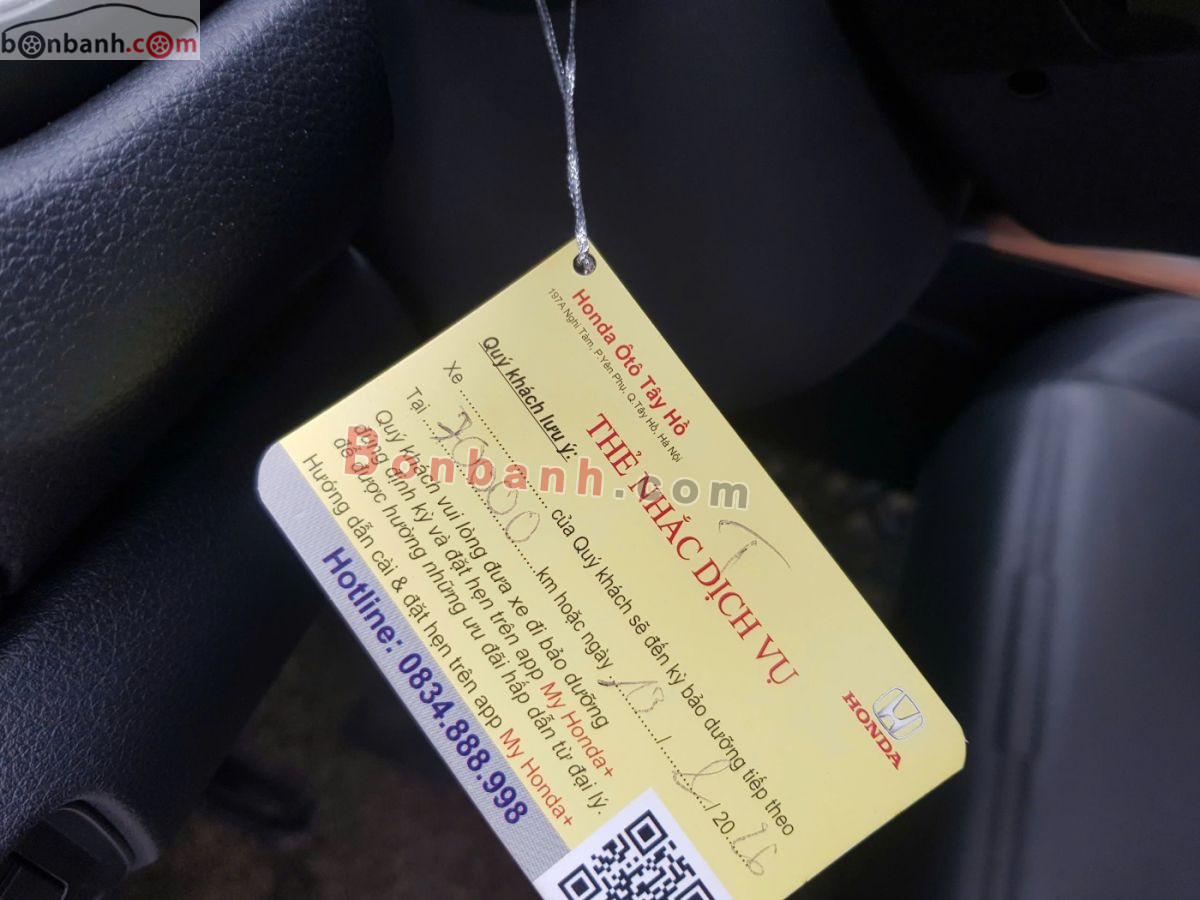 bonbanh.com
Honda Ôtô Tây Hồ
197A Nghi Tàm, P.Yên Phụ, Q.Tây Hồ, Hà Nội
THẺ NHẮC DỊCH VỤ
HONDA
Quý khách lưu ý:
Xe .................... của Quý khách sẽ đến kỳ bảo dưỡng tiếp theo
Tại ....0000.... km hoặc ngày ..13.. / ..... / 2026
Quý khách vui lòng đưa xe đi bảo dưỡng
đúng định kỳ và đặt hẹn trên app My Honda+
để được hưởng những ưu đãi hấp dẫn từ đại lý.
Hướng dẫn cài & đặt hẹn trên app My Honda+
Hotline: 0834.888.998
Bonbanh.com